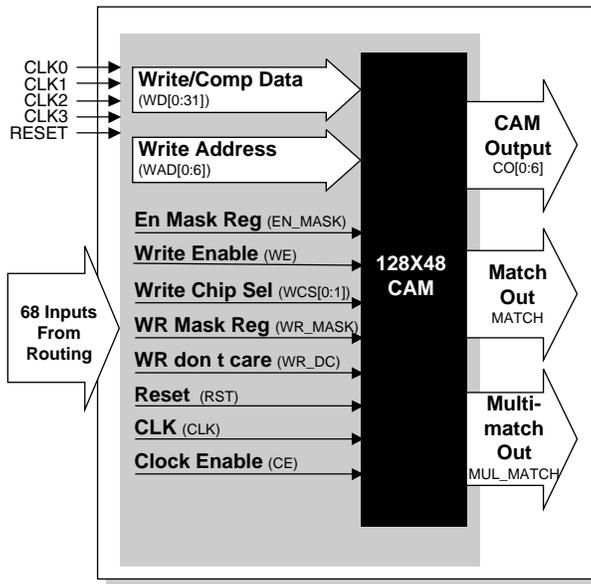 CLK0
CLK1
CLK2
CLK3
RESET
Write/Comp Data
(WD[0:31])
Write Address
(WAD[0:6])
En Mask Reg (EN_MASK)
Write Enable (WE)
Write Chip Sel (WCS[0:1])
WR Mask Reg (WR_MASK)
WR don t care (WR_DC)
Reset (RST)
CLK (CLK)
Clock Enable (CE)
68 Inputs
From
Routing
128X48
CAM
CAM
Output
CO[0:6]
Match
Out
MATCH
Multi-
match
Out
MUL_MATCH